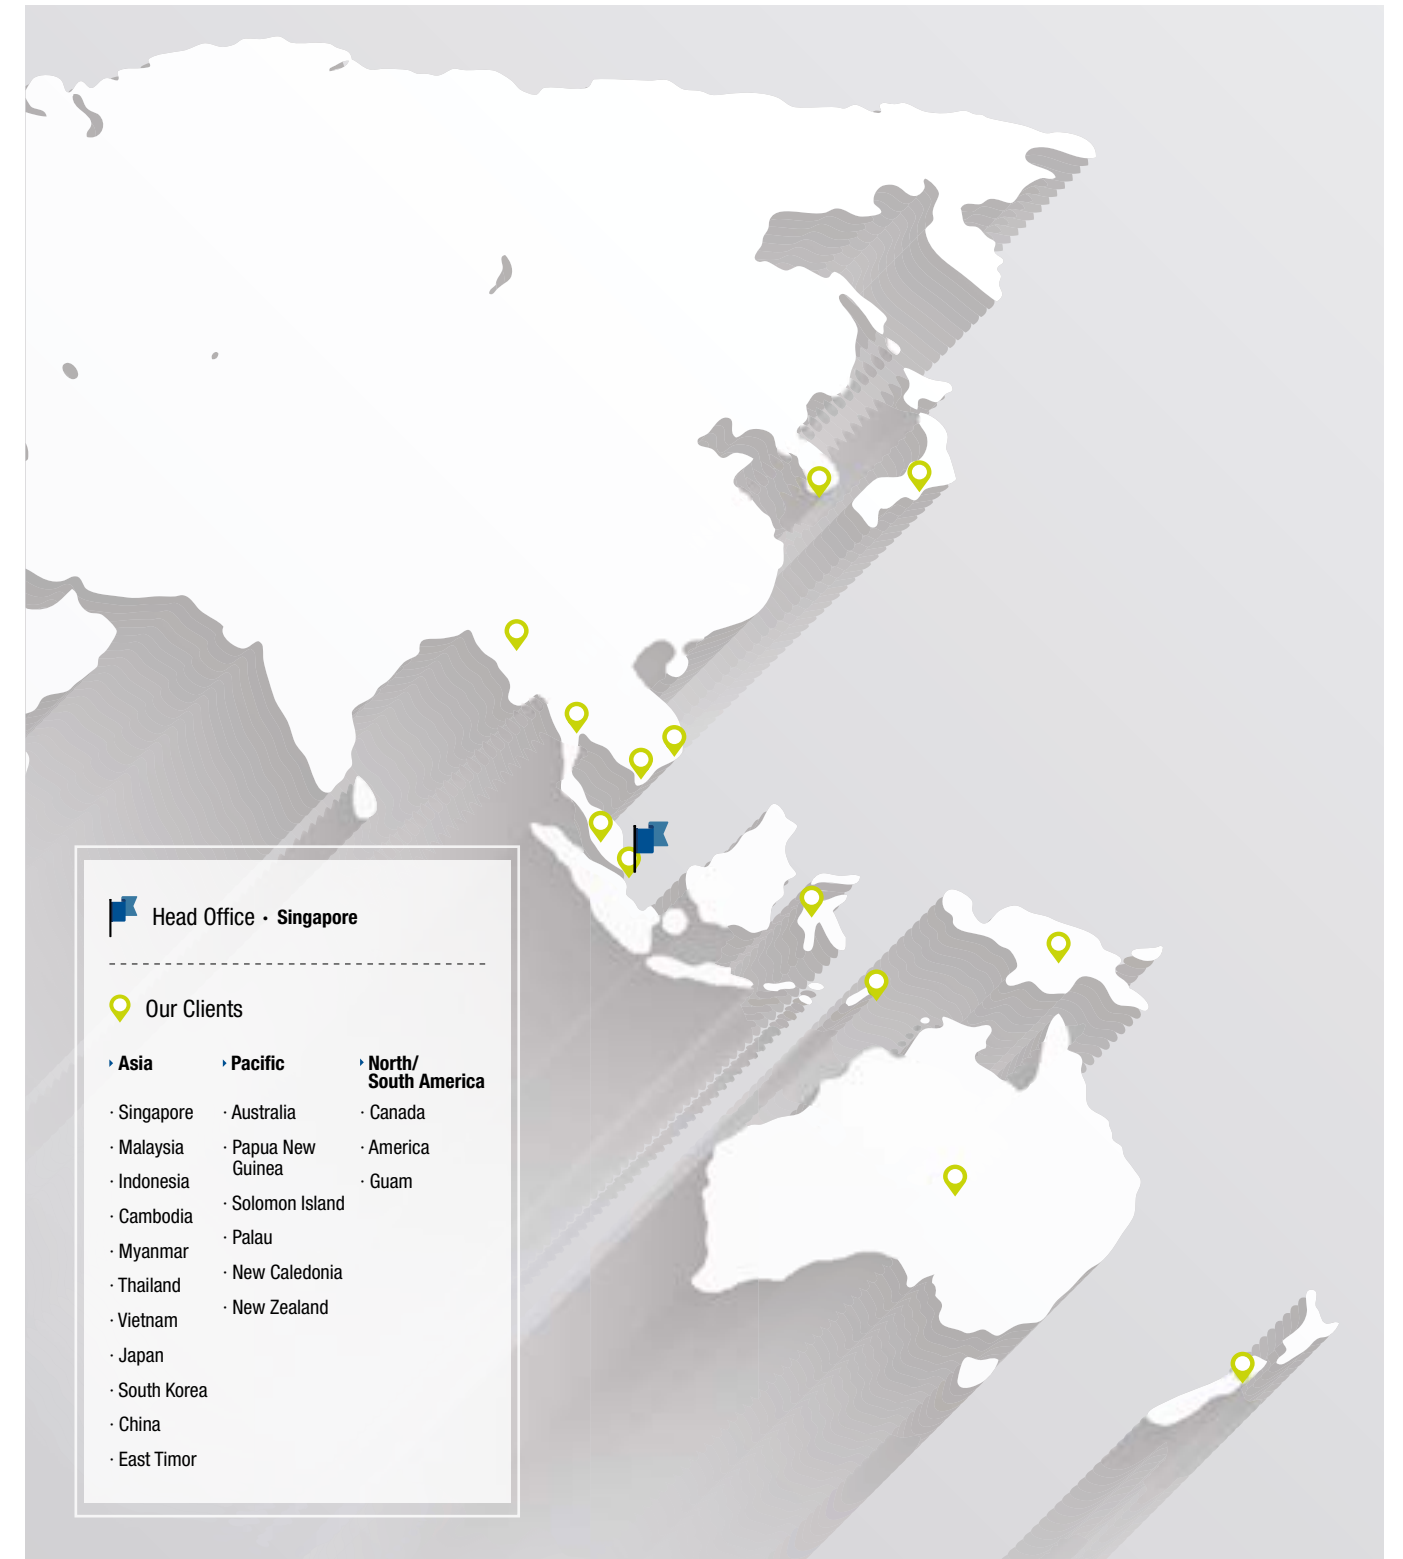 Head Office · Singapore
Our Clients
Asia
· Singapore
· Malaysia
· Indonesia
· Cambodia
· Myanmar
· Thailand
· Vietnam
· Japan
· South Korea
· China
· East Timor
Pacific
· Australia
· Papua New
Guinea
· Solomon Island
· Palau
· New Caledonia
· New Zealand
North/
South America
· Canada
· America
· Guam